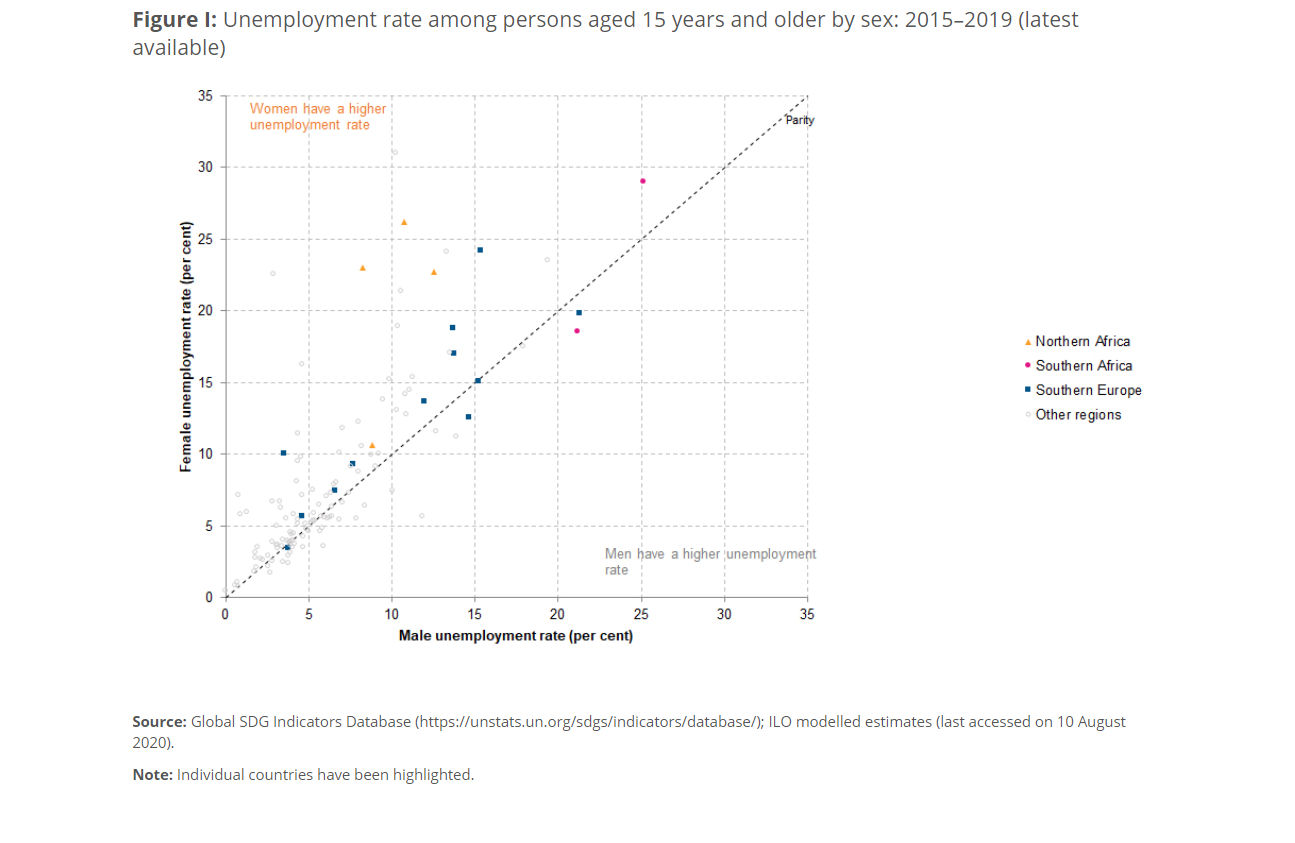 Figure I: Unemployment rate among persons aged 15 years and older by sex: 2015–2019 (latest
available)
35
Women have a higher
unemployment rate
Parity
30
25
20
15
10
5
0
Female unemployment rate (per cent)
Northern Africa
Southern Africa
Southern Europe
Other regions
Men have a higher unemployment
rate
0 5 10 15 20 25 30 35
Male unemployment rate (per cent)
Source: Global SDG Indicators Database (https://unstats.un.org/sdgs/indicators/database/); ILO modelled estimates (last accessed on 10 August
2020).
Note: Individual countries have been highlighted.